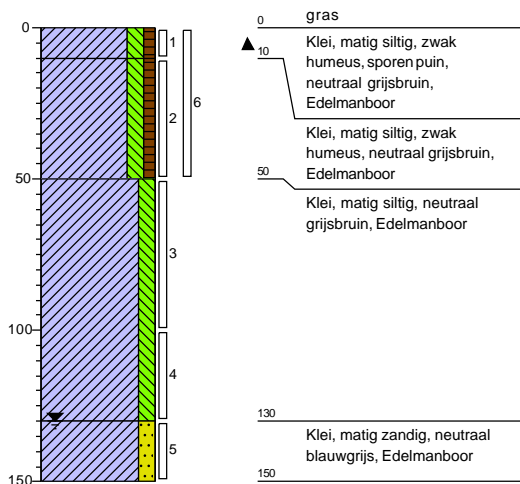 0
50
100
150
1
2
3
4
5
6
0
gras
Klei, matig siltig, zwak
humeus, sporen puin,
neutraal grijsbruin,
Edelmanboor
10
Klei, matig siltig, zwak
humeus, neutraal grijsbruin,
Edelmanboor
50
Klei, matig siltig, neutraal
grijsbruin, Edelmanboor
130
Klei, matig zandig, neutraal
blauwgrijs, Edelmanboor
150